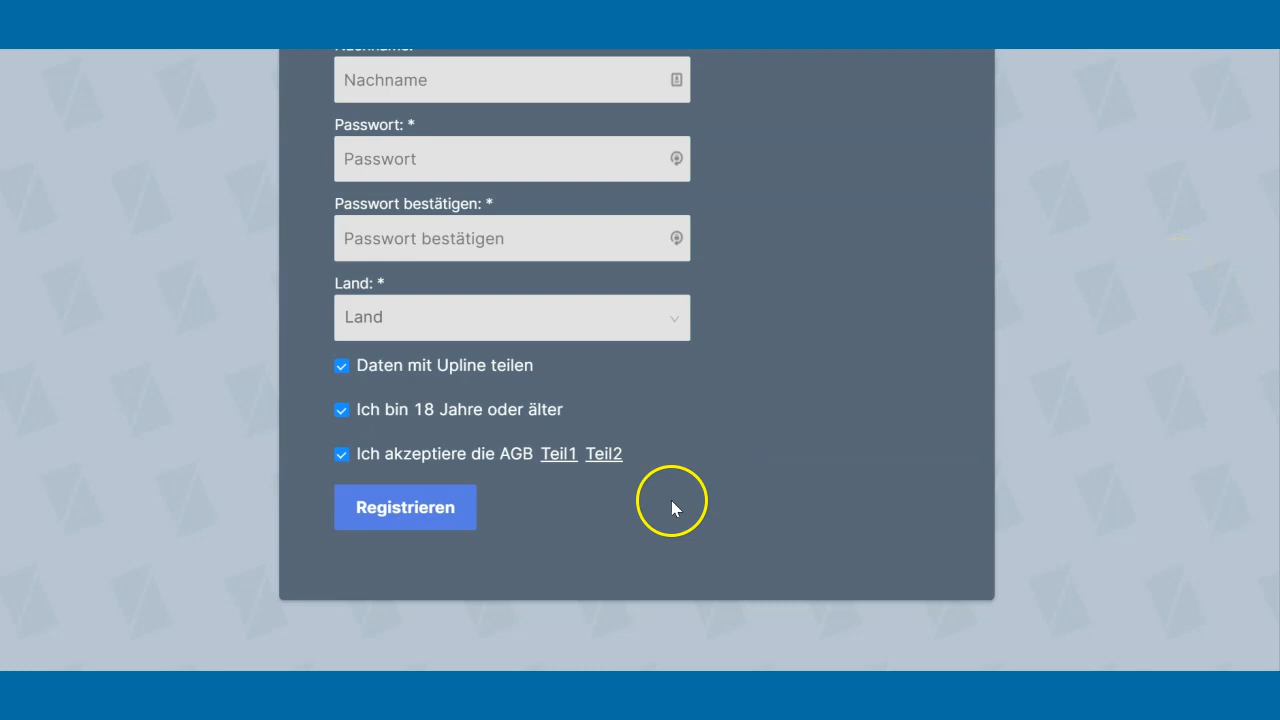 Nachname:
Nachname
Passwort: *
Passwort
Passwort bestätigen: *
Passwort bestätigen
Land: *
Land
Daten mit Upline teilen
Ich bin 18 Jahre oder älter
Ich akzeptiere die AGB Teil1 Teil2
Registrieren